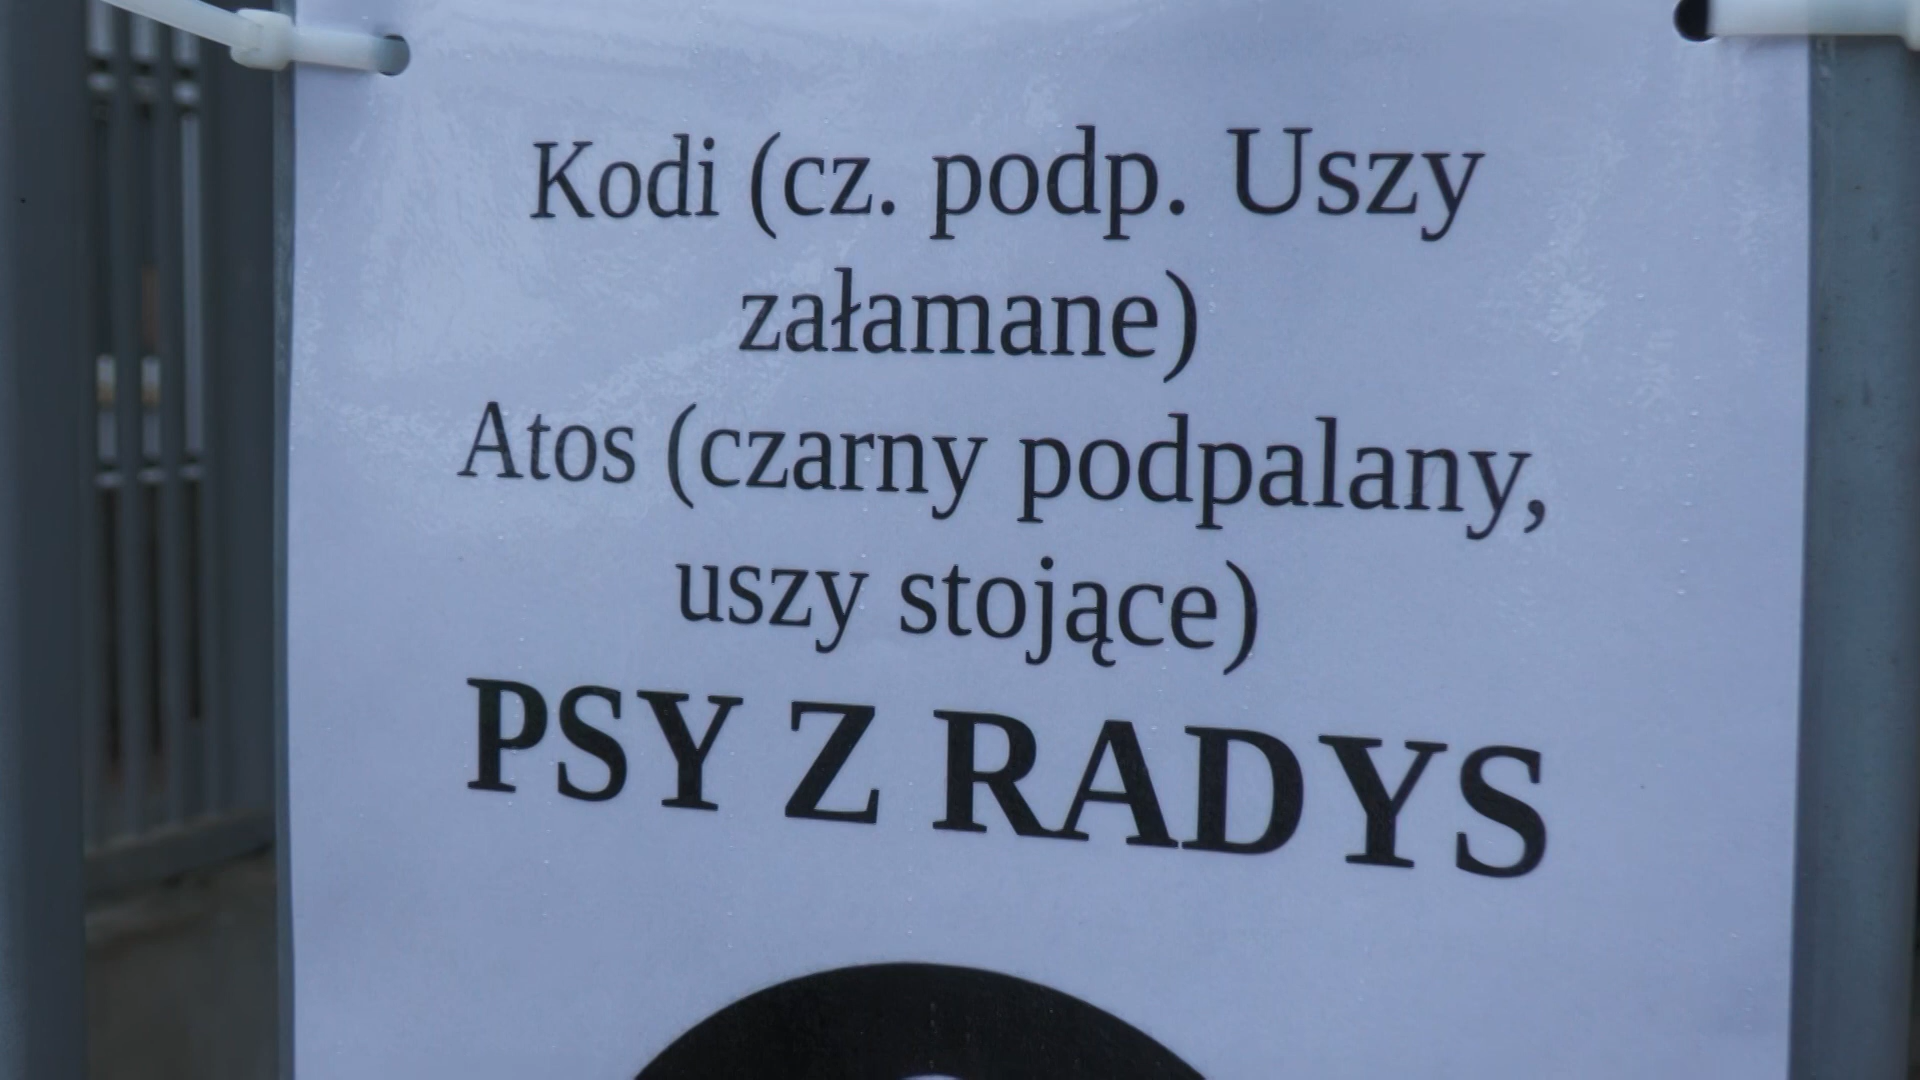 Kodi (cz. podp. Uszy
załamane)
Atos (czarny podpalany,
uszy stojące)
PSY Z RADYS